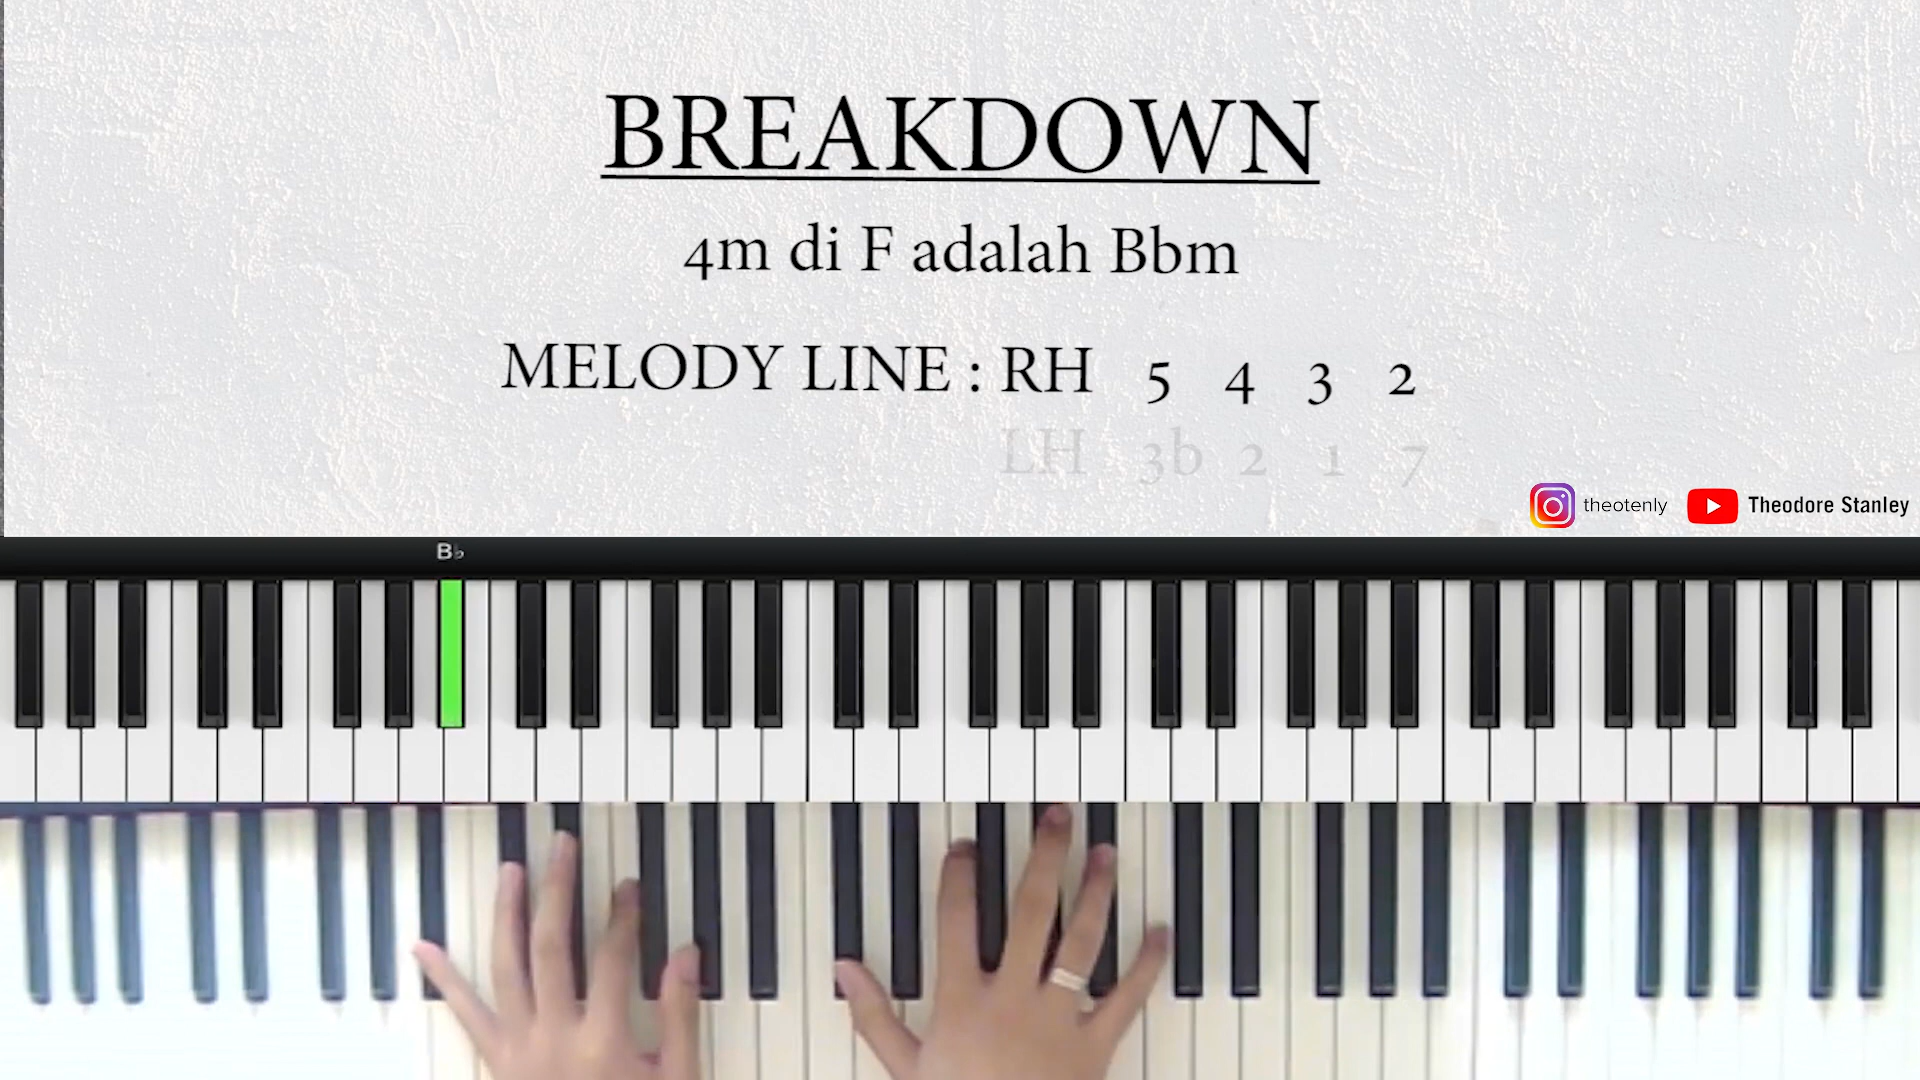 BREAKDOWN
4m di F adalah Bbm
MELODY LINE : RH 5 4 3 2
LH 3b 2 1 7
theotenly
Theodore Stanley
B♭